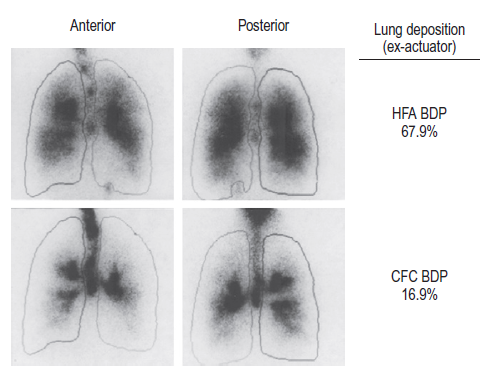 Anterior
Posterior
Lung deposition
(ex-actuator)
HFA BDP
67.9%
CFC BDP
16.9%